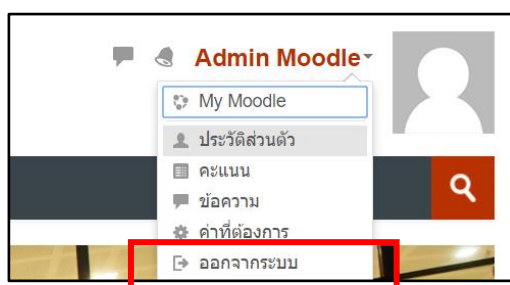 Admin Moodle
My Moodle
ประวัติส่วนตัว
คะแนน
ข้อความ
ค่าที่ต้องการ
ออกจากระบบ